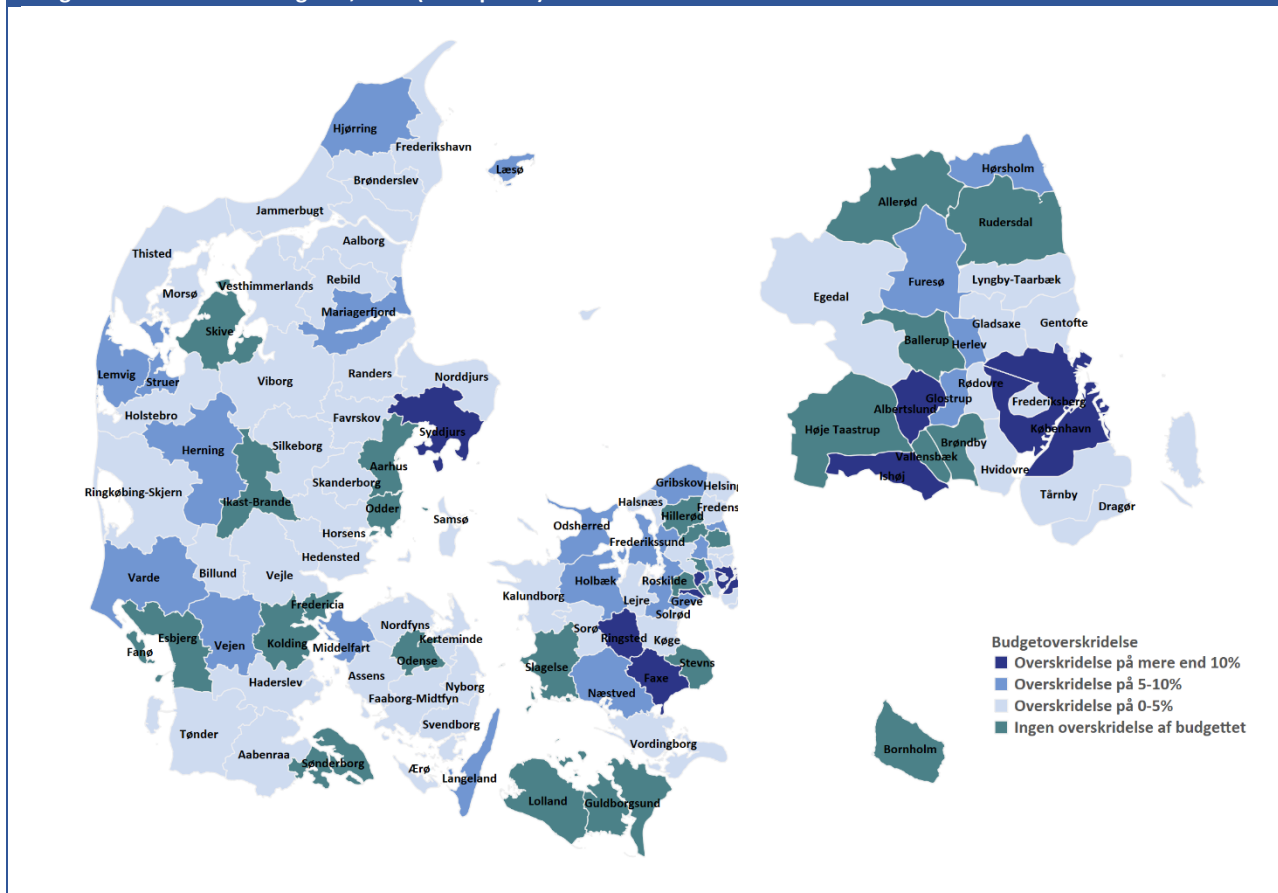 Hjørring
Frederikshavn
Læsø
Brønderslev
Jammerbugt
Aalborg
Thisted
Rebild
Vesthimmerlands
Morsø
Mariagerfjord
Skive
Lemvig
Struer
Viborg
Randers
Norddjurs
Holstebro
Favrskov
Syddjurs
Herning
Silkeborg
Aarhus
Skanderborg
Ringkøbing-Skjern
Ikast-Brande
Odder
Samsø
Horsens
Hedensted
Varde
Billund
Vejle
Fredericia
Esbjerg
Fanø
Vejen
Kolding
Middelfart
Nordfyns
Kerteminde
Odense
Haderslev
Assens
Nyborg
Faaborg-Midtfyn
Svendborg
Tønder
Aabenraa
Sønderborg
Ærø
Langeland
Gribskov
Helsing
Halsnæs
Hillerød
Fredens
Odsherred
Frederikssund
Holbæk
Roskilde
Kalundborg
Lejre
Greve
Solrød
Sorø
Ringsted
Køge
Slagelse
Stevns
Faxe
Næstved
Vordingborg
Lolland
Guldborgsund
Hørsholm
Allerød
Rudersdal
Furesø
Lyngby-Taarbæk
Egedal
Gladsaxe
Gentofte
Ballerup
Herlev
Rødovre
Albertslund
Glostrup
Frederiksberg
Høje Taastrup
København
Brøndby
Vallensbæk
Hvidovre
Ishøj
Tårnby
Dragør
Bornholm
Budgetoverskridelse
Overskridelse på mere end 10%
Overskridelse på 5-10%
Overskridelse på 0-5%
Ingen overskridelse af budgettet